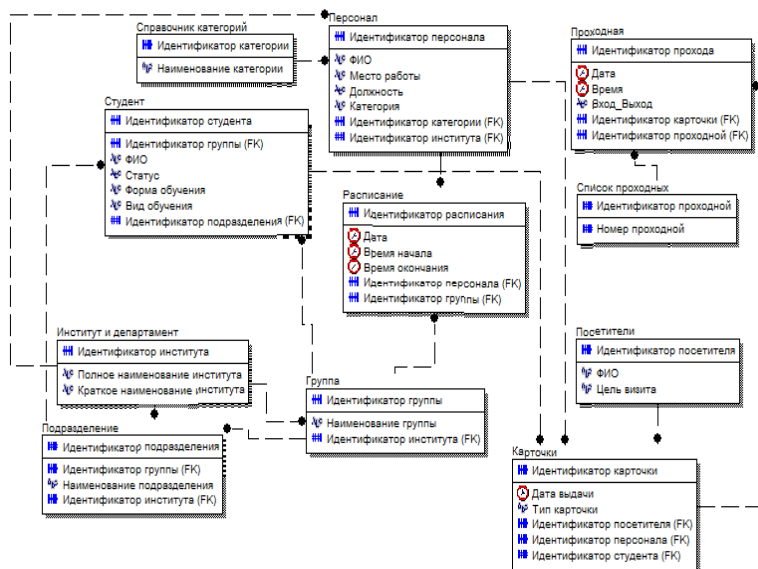 Справочник категорий
Идентификатор категории
Наименование категории
Персонал
Идентификатор персонала
ФИО
Место работы
Должность
Категория
Идентификатор категории (FK)
Идентификатор института (FK)
Проходная
Идентификатор прохода
Дата
Время
Вход_Выход
Идентификатор карточки (FK)
Идентификатор проходной (FK)
Студент
Идентификатор студента
Идентификатор группы (FK)
ФИО
Статус
Форма обучения
Вид обучения
Идентификатор подразделения (FK)
Расписание
Идентификатор расписания
Дата
Время начала
Время окончания
Идентификатор персонала (FK)
Идентификатор группы (FK)
Список проходных
Идентификатор проходной
Номер проходной
Институт и департамент
Идентификатор института
Полное наименование института
Краткое наименование института
Посетители
Идентификатор посетителя
ФИО
Цель визита
Группа
Идентификатор группы
Наименование группы
Идентификатор института (FK)
Подразделение
Идентификатор подразделения
Идентификатор группы (FK)
Наименование подразделения
Идентификатор института (FK)
Карточки
Идентификатор карточки
Дата выдачи
Тип карточки
Идентификатор посетителя (FK)
Идентификатор персонала (FK)
Идентификатор студента (FK)